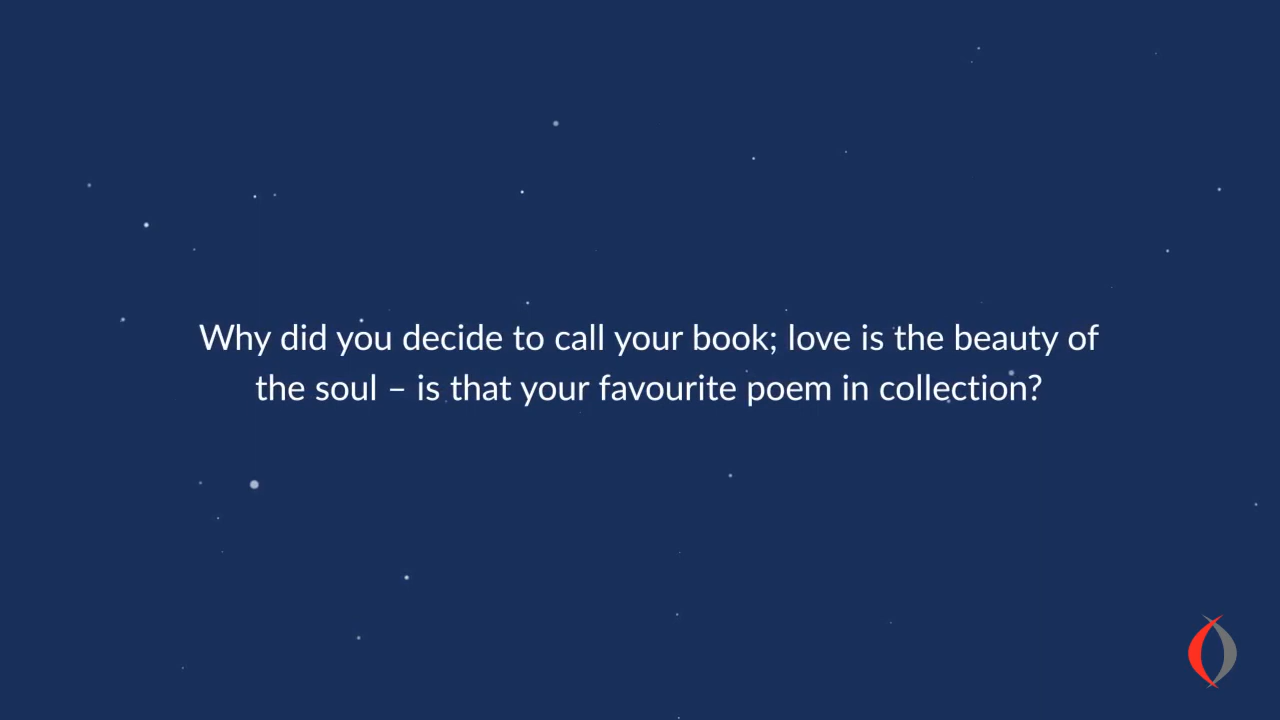 Why did you decide to call your book; love is the beauty of
the soul – is that your favourite poem in collection?